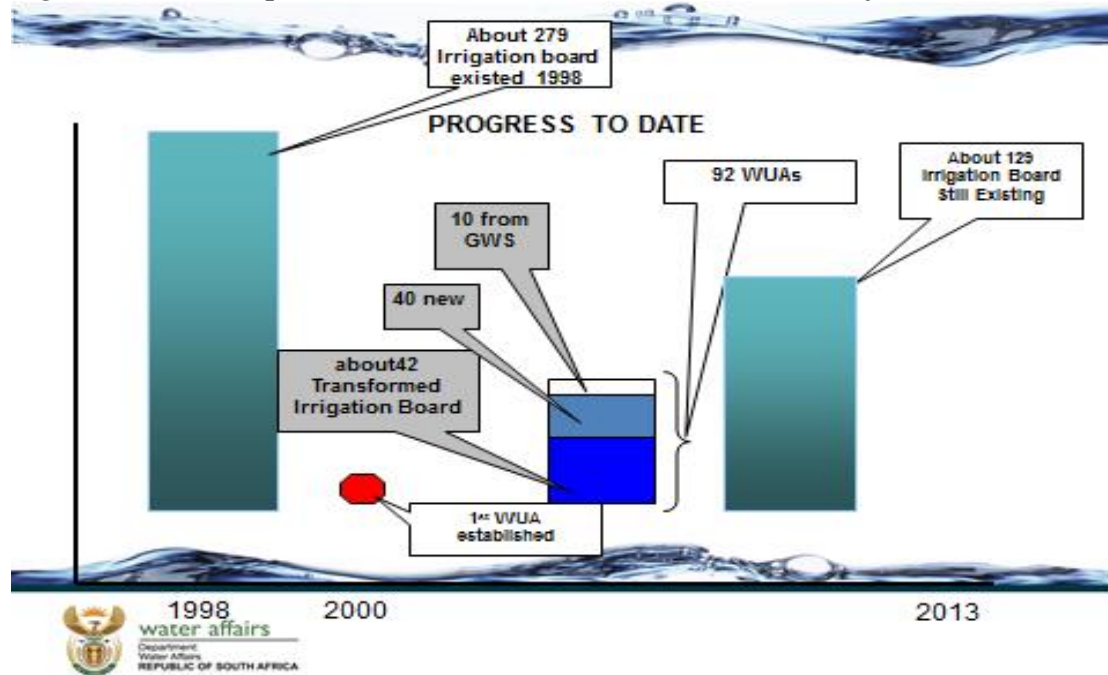 About 279
Irrigation board
existed 1998
PROGRESS TO DATE
92 WUAs
About 129
Irrigation Board
Still Existing
10 from
GWS
40 new
about42
Transformed
Irrigation Board
1st WUA
established
1998
2000
2013
water affairs
Department:
Water Affairs
REPUBLIC OF SOUTH AFRICA